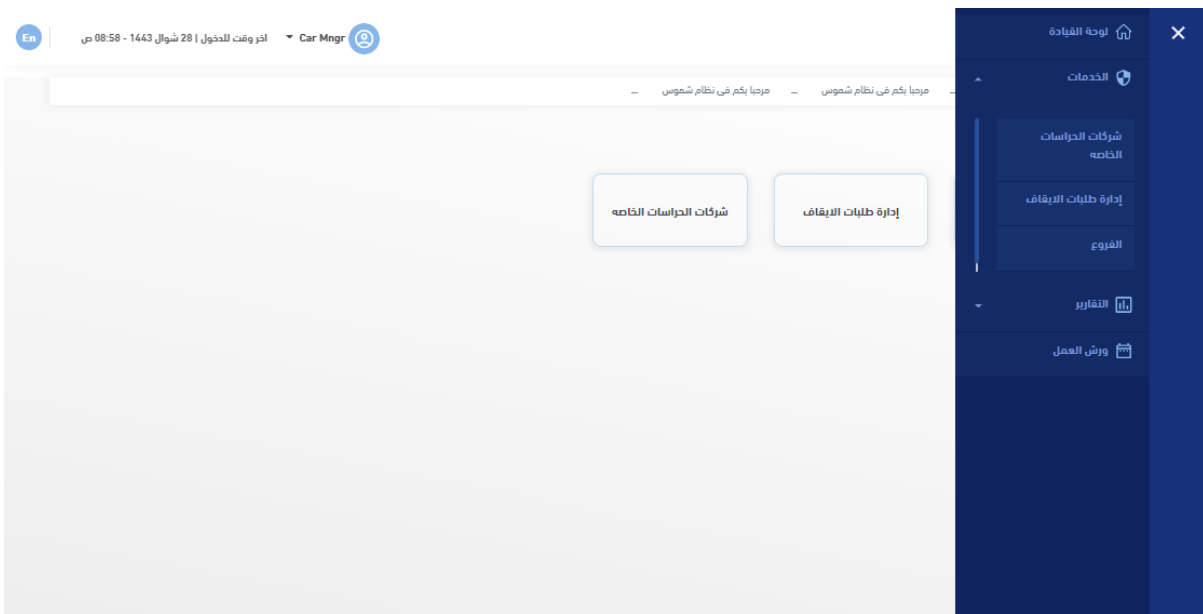 لوحة القيادة
الخدمات
شركات الحراسات
الخاصه
إدارة طلبات الايقاف
الفروع
التقارير
ورش العمل
Car Mngr
اخر وقت للدخول | 28 شوال 1443 - 08:58 ص
En
مرحبا بكم فى نظام شموس _ مرحبا بكم فى نظام شموس _
إدارة طلبات الايقاف
شركات الحراسات الخاصه